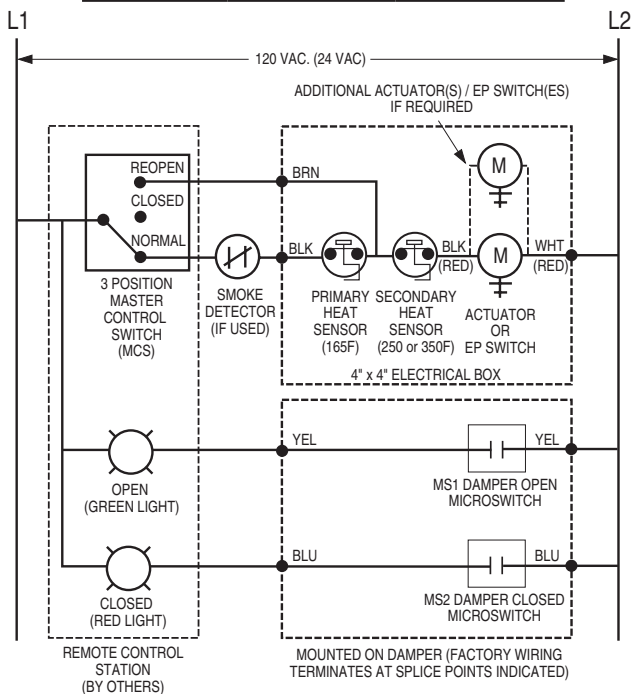 L1
L2
120 VAC. (24 VAC)
ADDITIONAL ACTUATOR(S) / EP SWITCH(ES)
IF REQUIRED
REOPEN
CLOSED
NORMAL
3 POSITION
MASTER
CONTROL
SWITCH
(MCS)
SMOKE
DETECTOR
(IF USED)
BRN
BLK
PRIMARY
HEAT
SENSOR
(165F)
SECONDARY
HEAT
SENSOR
(250 or 350F)
BLK
(RED)
M
M
WHT
(RED)
ACTUATOR
OR
EP SWITCH
4" x 4" ELECTRICAL BOX
OPEN
(GREEN LIGHT)
YEL
YEL
MS1 DAMPER OPEN
MICROSWITCH
CLOSED
(RED LIGHT)
BLU
BLU
MS2 DAMPER CLOSED
MICROSWITCH
REMOTE CONTROL
STATION
(BY OTHERS)
MOUNTED ON DAMPER (FACTORY WIRING
TERMINATES AT SPLICE POINTS INDICATED)